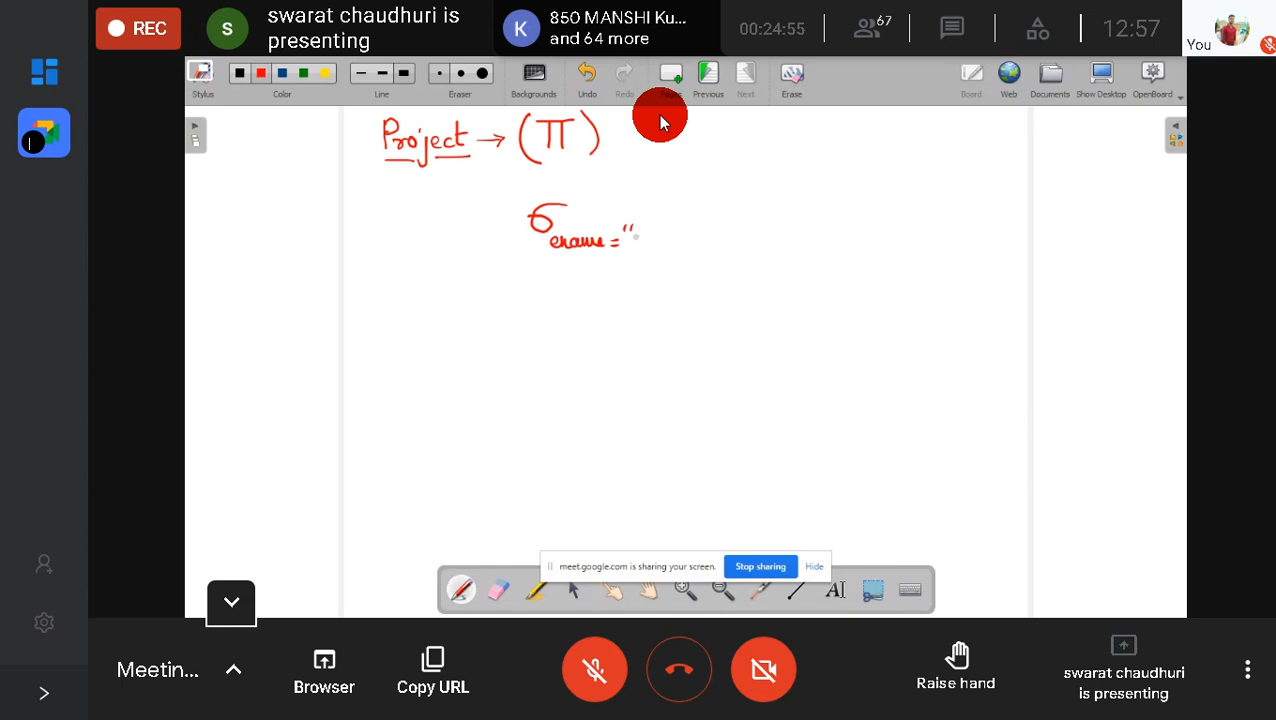 REC
s
swarat chaudhuri is presenting
K
850 MANSHI Ku...
and 64 more
00:24:55
67
12:57
You
Stylus
Color
Line
Eraser
Backgrounds
Undo
Redo
Pages
Previous
Next
Erase
Board
Web
Documents
Show Desktop
OpenBoard
Project → (π)
σ ename = "
meet.google.com is sharing your screen.
Stop sharing
Hide
AI
Meetin...
Browser
Copy URL
Raise hand
swarat chaudhuri
is presenting